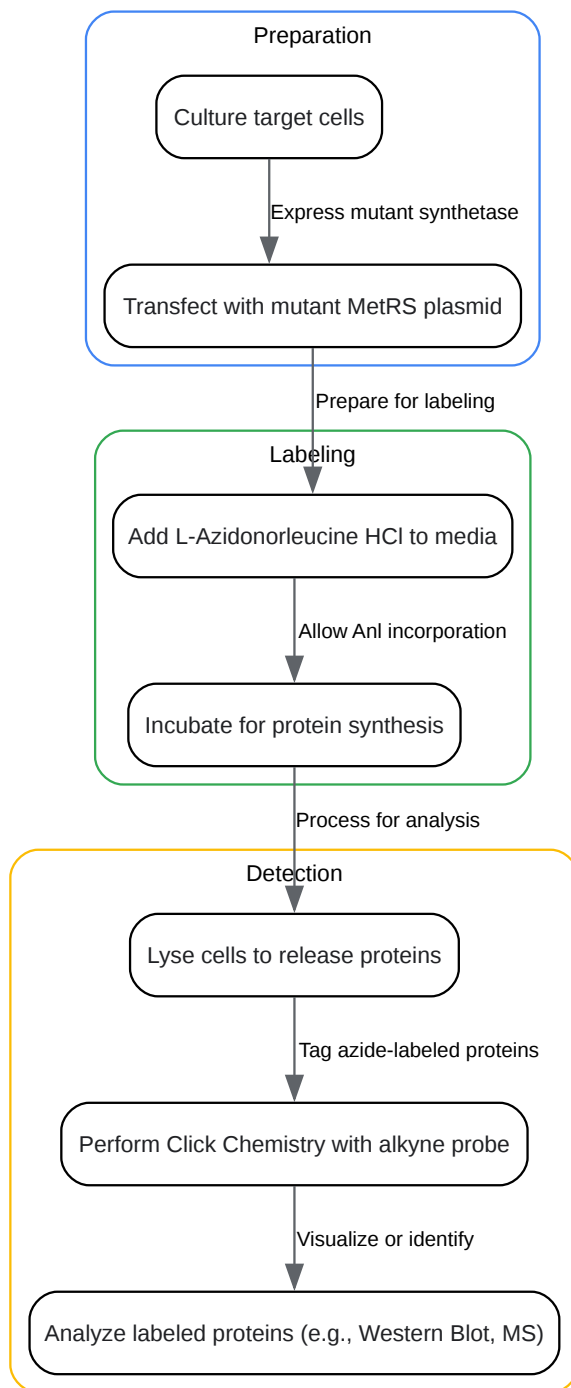 Preparation
Culture target cells
Express mutant synthetase
Transfect with mutant MetRS plasmid
Prepare for labeling
Labeling
Add L-Azidonorleucine HCl to media
Allow Anl incorporation
Incubate for protein synthesis
Process for analysis
Detection
Lyse cells to release proteins
Tag azide-labeled proteins
Perform Click Chemistry with alkyne probe
Visualize or identify
Analyze labeled proteins (e.g., Western Blot, MS)